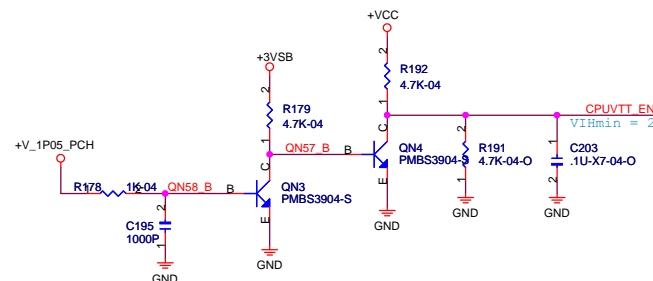 +VCC
+3VSB
2
R192
4.7K-04
1
2
R179
4.7K-04
1
CPUVTT_EN
VIHmin = 2
+V_1P05_PCH
QN57_B
B
C
E
QN4
PMBS3904-S
2
R191
4.7K-04-O
1
1
C203
.1U-X7-04-O
2
R178
1K-04
2
QN58_B
B
C
E
QN3
PMBS3904-S
2
C195
1000P
1
GND
GND
GND
GND
GND